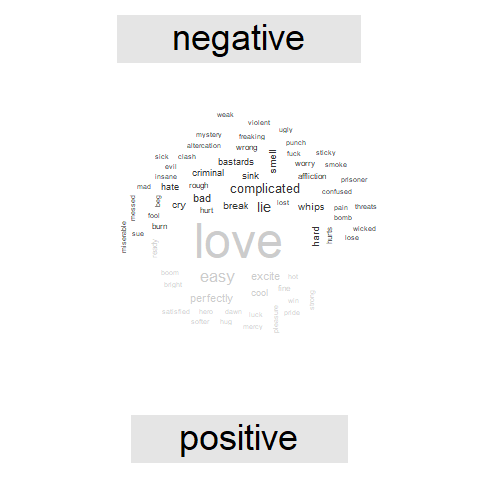 negative
weak
violent
ugly
mystery
freaking
punch
altercation
wrong
fuck
sticky
sick
clash
bastards
smell
worry
smoke
evil
criminal
sink
affliction
prisoner
insane
mad
hate
rough
complicated
confused
messed
beg
cry
bad
break
lie
lost
whips
pain
threats
hurt
fool
bomb
burn
sue
miserable
love
hard
hurts
wicked
lose
ready
boom
easy
excite
hot
bright
perfectly
cool
fine
strong
win
satisfied
hero
dawn
luck
pleasure
pride
softer
hug
mercy
positive